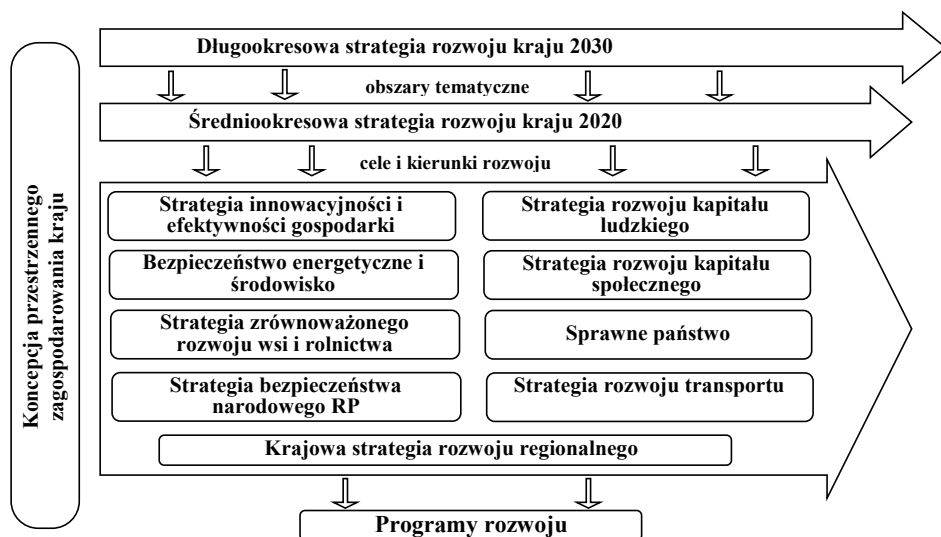 Koncepcja przestrzennego
zagospodarowania kraju
Długookresowa strategia rozwoju kraju 2030
obszary tematyczne
Średniookresowa strategia rozwoju kraju 2020
cele i kierunki rozwoju
Strategia innowacyjności i
efektywności gospodarki
Strategia rozwoju kapitału
ludzkiego
Bezpieczeństwo energetyczne i
środowisko
Strategia rozwoju kapitału
społecznego
Strategia zrównoważonego
rozwoju wsi i rolnictwa
Sprawne państwo
Strategia bezpieczeństwa
narodowego RP
Strategia rozwoju transportu
Krajowa strategia rozwoju regionalnego
Programy rozwoju